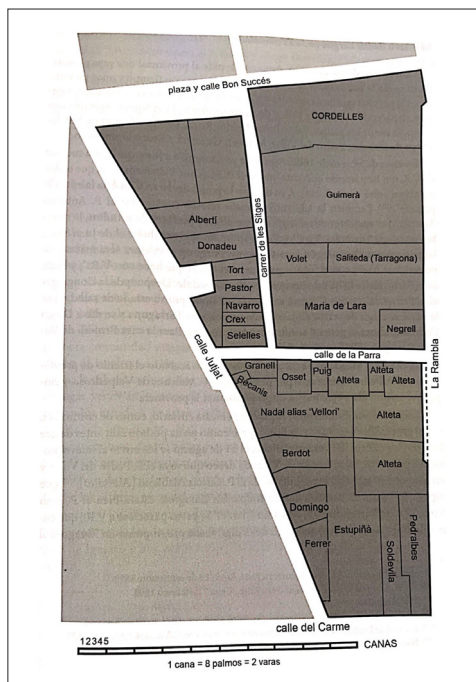 plaza y calle Bon Succés
CORDELLES
Guimerà
carrer de les Sitges
Albertí
Donadeu
Volet
Saliteda (Tarragona)
Tort
Pastor
Maria de Lara
Navarro
Crex
Negrell
Selelles
calle Jutjat
calle de la Parra
La Rambla
Granell
Becanis
Osset
Puig
Alteta
Alteta
Alteta
Nadal alias 'Vellori'
Alteta
Berdot
Alteta
Domingo
Ferrer
Estupiñà
Soldevila
Pedralbes
calle del Carme
12345
CANAS
1 cana = 8 palmos = 2 varas